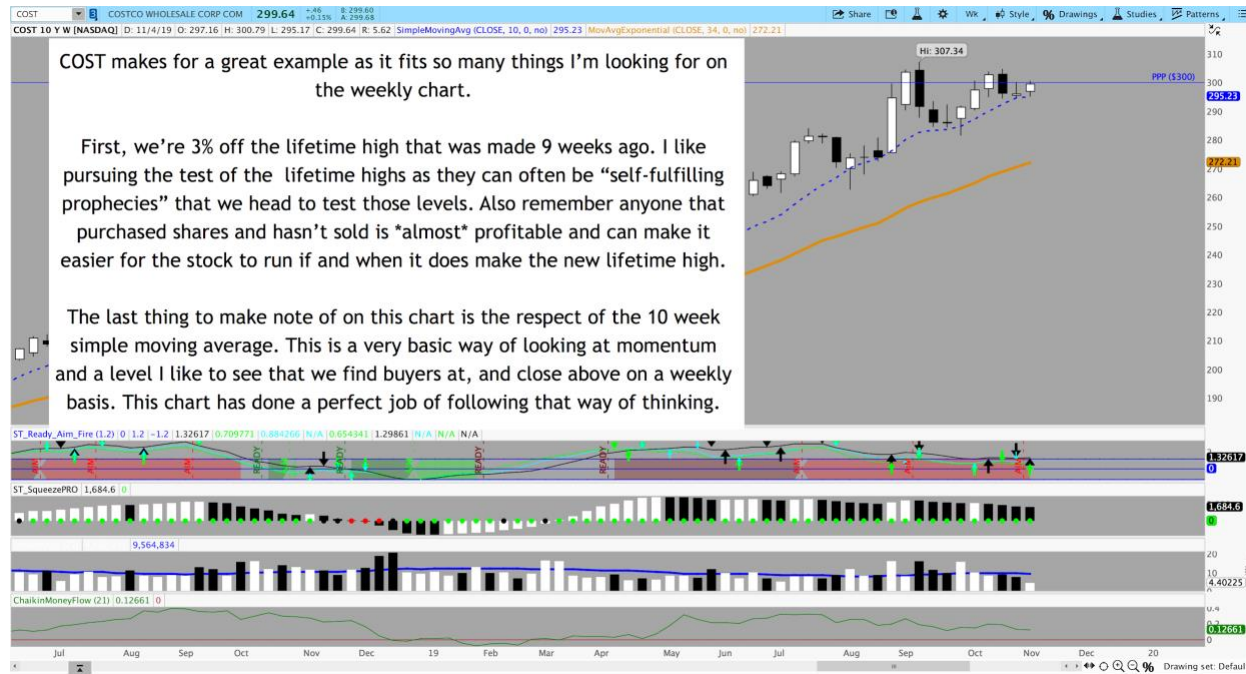 COST
3 COSTCO WHOLESALE CORP COM 299.64 +.46 +0.15% B: 299.60 A: 299.68 Share Wk Style % Drawings Studies Patterns
COST 10 Y W [NASDAQ] D: 11/4/19 O: 297.16 H: 300.79 L: 295.17 C: 299.64 R: 5.62 SimpleMovingAvg (CLOSE, 10, 0, no) 295.23 MovAvgExponential (CLOSE, 34, 0, no) 272.21
COST makes for a great example as it fits so many things I’m looking for on
the weekly chart.
First, we’re 3% off the lifetime high that was made 9 weeks ago. I like
pursuing the test of the lifetime highs as they can often be “self-fulfilling
prophecies” that we head to test those levels. Also remember anyone that
purchased shares and hasn’t sold is *almost* profitable and can make it
easier for the stock to run if and when it does make the new lifetime high.
The last thing to make note of on this chart is the respect of the 10 week
simple moving average. This is a very basic way of looking at momentum
and a level I like to see that we find buyers at, and close above on a weekly
basis. This chart has done a perfect job of following that way of thinking.
Hi: 307.34
PPP ($300)
310
300
295.23
290
280
272.21
270
260
250
240
230
220
210
200
190
ST_Ready_Aim_Fire (1.2) 0 1.2 -1.2 1.32617 0.709771 0.884266 N/A 0.654341 1.29861 N/A N/A N/A
AIM AIM READY READY READY AIM AIM AIM
1.32617
0
ST_SqueezePRO 1,684.6 0
1,684.6
0
9,564,834
20
10
4.40225
0
ChaikinMoneyFlow (21) 0.12661 0
0.4
0.2
0.12661
0
Jul Aug Sep Oct Nov Dec 19 Feb Mar Apr May Jun Jul Aug Sep Oct Nov Dec 20
% Drawing set: Defaul